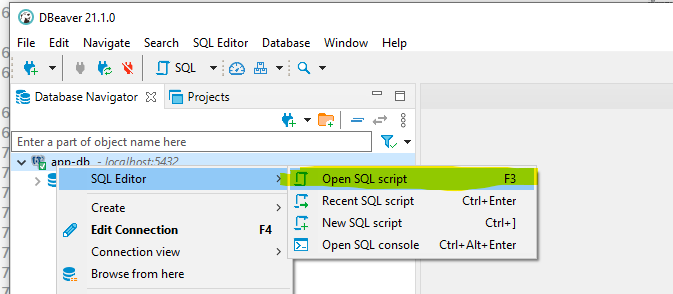 DBeaver 21.1.0
File Edit Navigate Search SQL Editor Database Window Help
SQL
Database Navigator Projects
Enter a part of object name here
ann-db - localhost:5432
SQL Editor
Open SQL script F3
Recent SQL script Ctrl+Enter
New SQL script Ctrl+]
Open SQL console Ctrl+Alt+Enter
Create
Edit Connection F4
Connection view
Browse from here